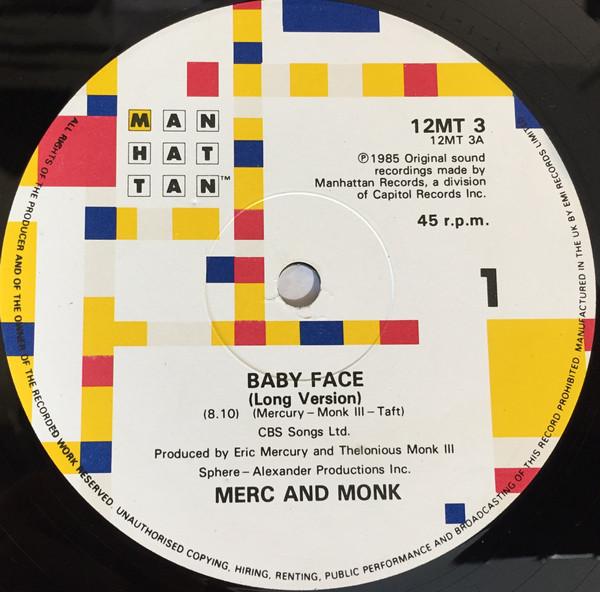 MAN
HAT
TAN™
12MT 3
12MT 3A
℗1985 Original sound
recordings made by
Manhattan Records, a division
of Capitol Records Inc.
45 r.p.m.
1
BABY FACE
(Long Version)
(8.10) (Mercury – Monk III – Taft)
CBS Songs Ltd.
Produced by Eric Mercury and Thelonious Monk III
Sphere – Alexander Productions Inc.
MERC AND MONK
ALL RIGHTS OF THE PRODUCER AND OF THE OWNER OF THE RECORDED WORK RESERVED. UNAUTHORISED COPYING, HIRING, RENTING, PUBLIC PERFORMANCE AND BROADCASTING OF THIS RECORD PROHIBITED. MANUFACTURED IN THE UK BY EMI RECORDS LIMITED